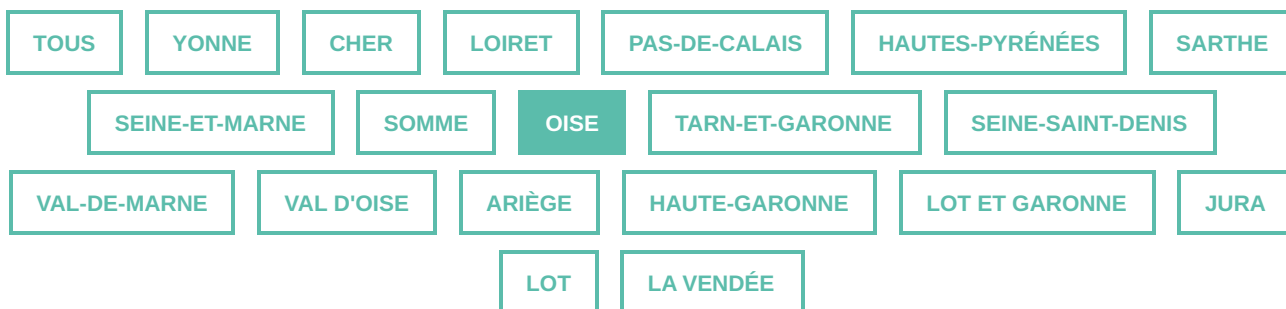 TOUS YONNE CHER LOIRET PAS-DE-CALAIS HAUTES-PYRÉNÉES SARTHE
SEINE-ET-MARNE SOMME OISE TARN-ET-GARONNE SEINE-SAINT-DENIS
VAL-DE-MARNE VAL D'OISE ARIÈGE HAUTE-GARONNE LOT ET GARONNE JURA
LOT LA VENDÉE